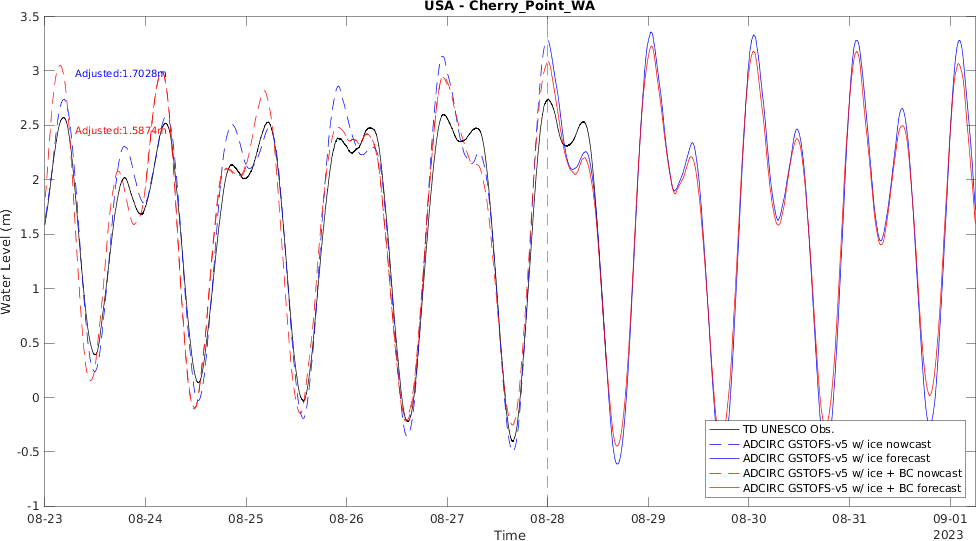 USA - Cherry_Point_WA
3.5
3
2.5
2
1.5
1
0.5
0
-0.5
-1
Water Level (m)
Adjusted:1.7028m
Adjusted:1.5874m
TD UNESCO Obs.
ADCIRC GSTOFS-v5 w/ ice nowcast
ADCIRC GSTOFS-v5 w/ ice forecast
ADCIRC GSTOFS-v5 w/ ice + BC nowcast
ADCIRC GSTOFS-v5 w/ ice + BC forecast
08-23 08-24 08-25 08-26 08-27 08-28 08-29 08-30 08-31 09-01
2023
Time